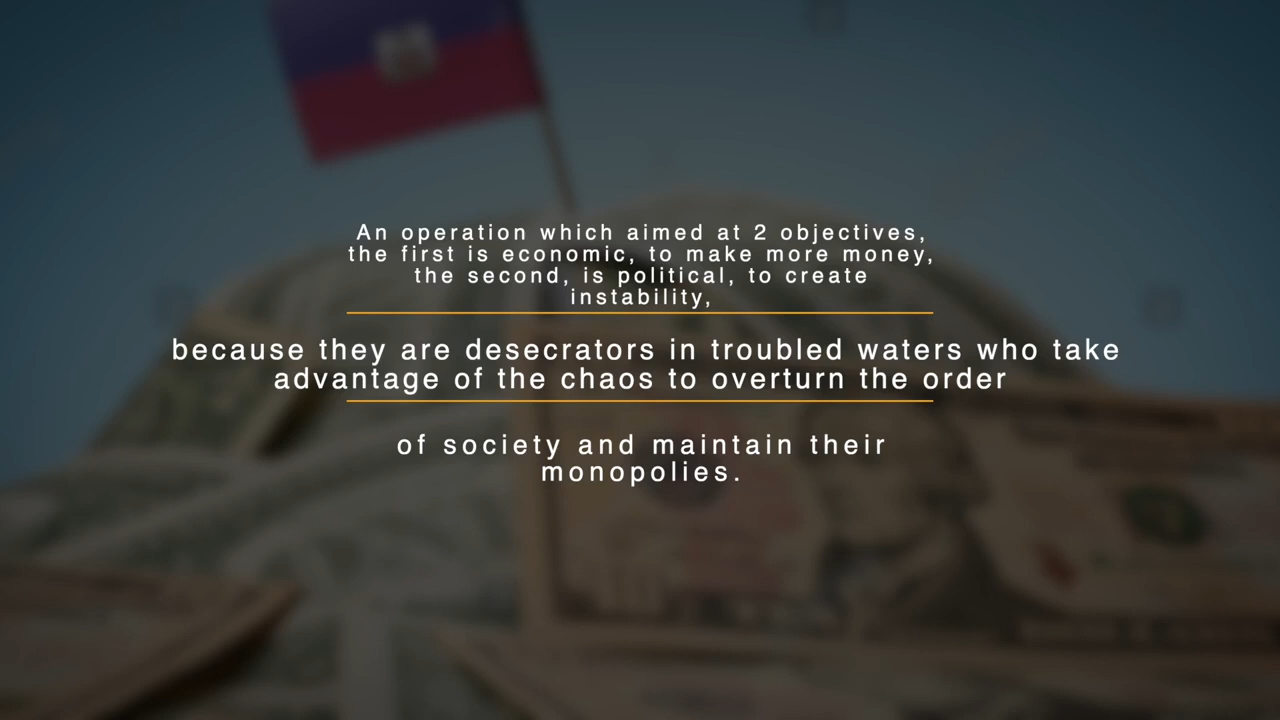 An operation which aimed at 2 objectives,
the first is economic, to make more money,
the second, is political, to create
instability,
because they are desecrators in troubled waters who take
advantage of the chaos to overturn the order
of society and maintain their
monopolies.